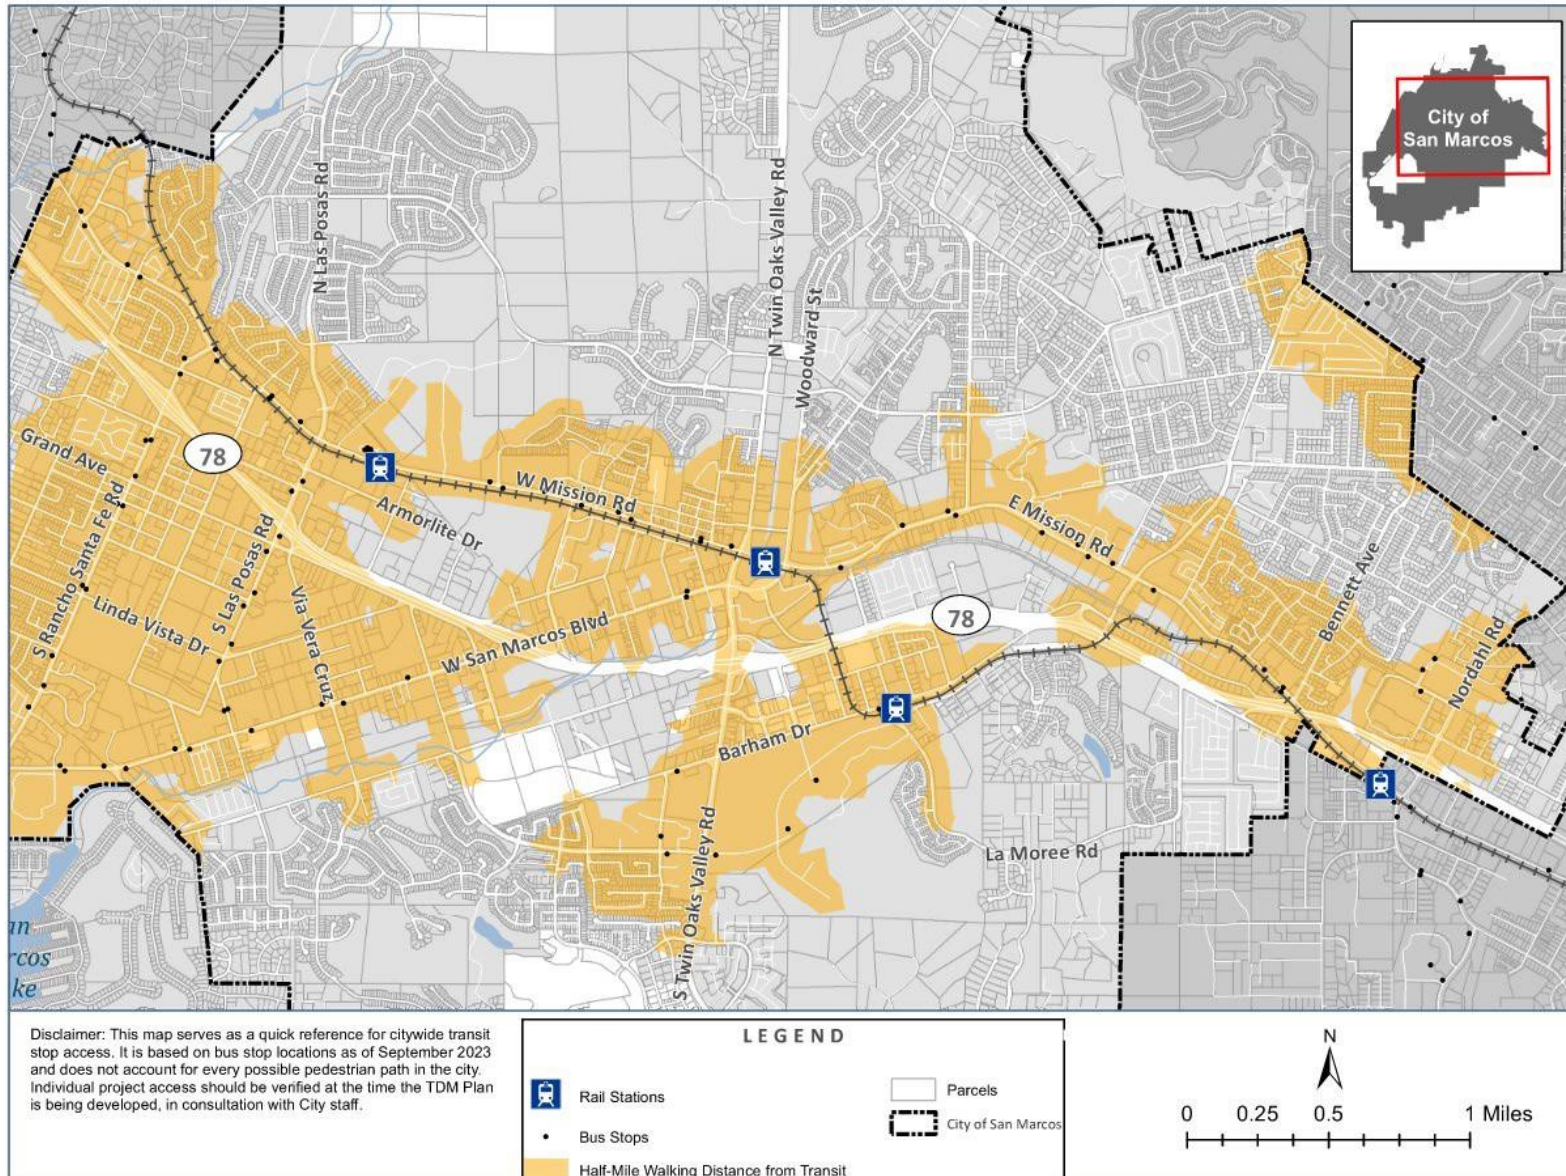 City of
San Marcos
N Las Posas Rd
N Twin Oaks Valley Rd
Woodward St
Grand Ave
78
S Rancho Santa Fe Rd
W Mission Rd
Armorlite Dr
E Mission Rd
S Las Posas Rd
Linda Vista Dr
Via Vera Cruz
78
Bennett Ave
W San Marcos Blvd
Nordahl Rd
Barham Dr
La Moree Rd
S Twin Oaks Valley Rd
an
rcos
ke
Disclaimer: This map serves as a quick reference for citywide transit
stop access. It is based on bus stop locations as of September 2023
and does not account for every possible pedestrian path in the city.
Individual project access should be verified at the time the TDM Plan
is being developed, in consultation with City staff.
LEGEND
Rail Stations
Bus Stops
Half-Mile Walking Distance from Transit
Parcels
City of San Marcos
N
0 0.25 0.5 1 Miles